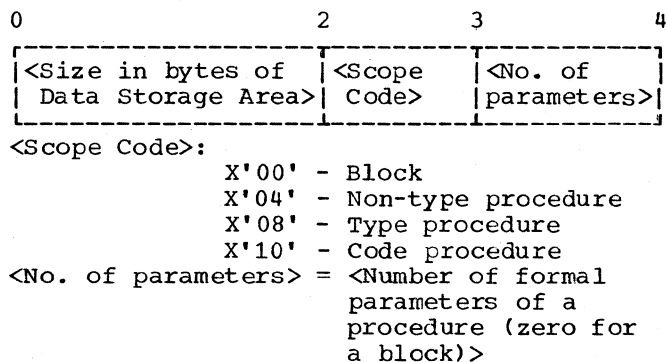 0 2 3 4
<Size in bytes of <Scope <No. of
Data Storage Area> Code> parameters>
<Scope Code>:
X'00' - Block
X'04' - Non-type procedure
X'08' - Type procedure
X'10' - Code procedure
<No. of parameters> = <Number of formal
parameters of a
procedure (zero for
a block)>